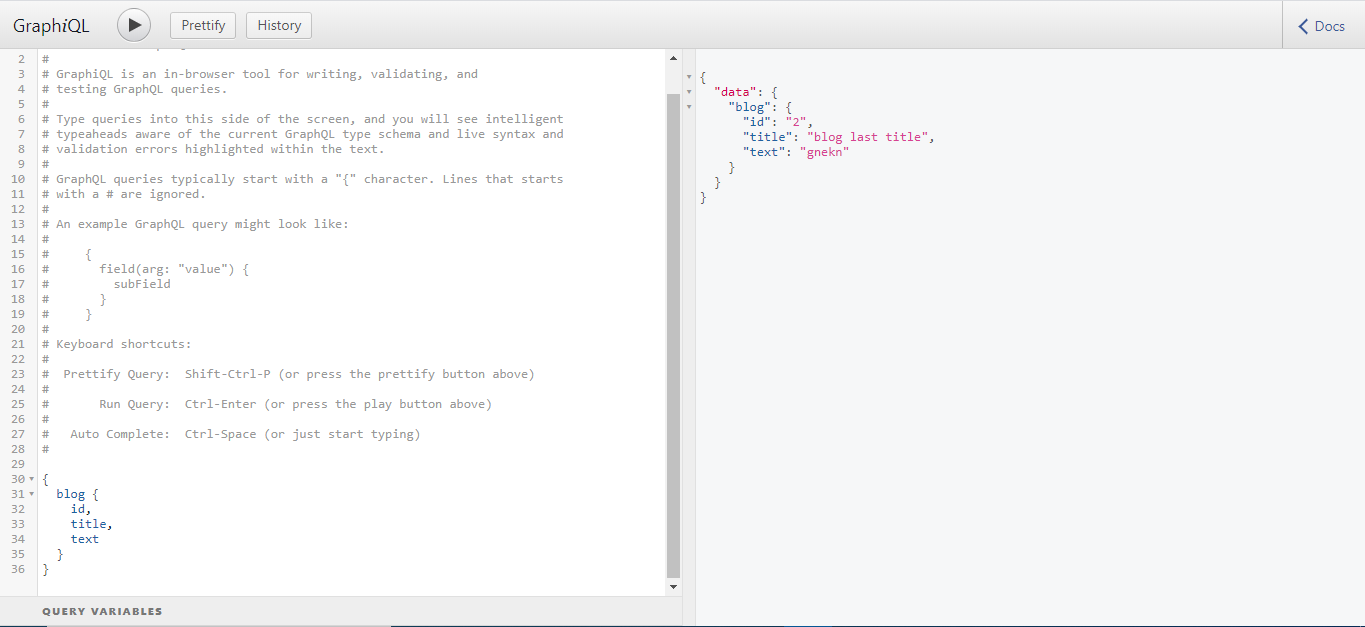 GraphiQL
Prettify
History
Docs
2 #
3 # GraphiQL is an in-browser tool for writing, validating, and
4 # testing GraphQL queries.
5 #
6 # Type queries into this side of the screen, and you will see intelligent
7 # typeaheads aware of the current GraphQL type schema and live syntax and
8 # validation errors highlighted within the text.
9 #
10 # GraphQL queries typically start with a "{" character. Lines that starts
11 # with a # are ignored.
12 #
13 # An example GraphQL query might look like:
14 #
15 #     {
16 #       field(arg: "value") {
17 #         subField
18 #       }
19 #     }
20 #
21 # Keyboard shortcuts:
22 #
23 #  Prettify Query:  Shift-Ctrl-P (or press the prettify button above)
24 #
25 #       Run Query:  Ctrl-Enter (or press the play button above)
26 #
27 #   Auto Complete:  Ctrl-Space (or just start typing)
28 #
29
30 {
31   blog {
32     id,
33     title,
34     text
35   }
36 }
QUERY VARIABLES
{
  "data": {
    "blog": {
      "id": "2",
      "title": "blog last title",
      "text": "gnekn"
    }
  }
}